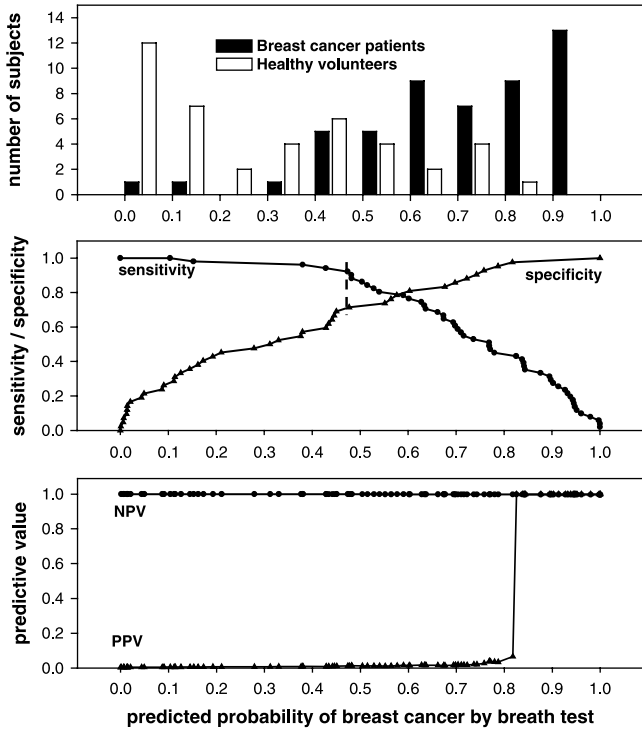 number of subjects
14
12
10
8
6
4
2
0
Breast cancer patients
Healthy volunteers
0.0 0.1 0.2 0.3 0.4 0.5 0.6 0.7 0.8 0.9 1.0
sensitivity / specificity
1.0
0.8
0.6
0.4
0.2
0.0
sensitivity
specificity
0.0 0.1 0.2 0.3 0.4 0.5 0.6 0.7 0.8 0.9 1.0
predictive value
1.0
0.8
0.6
0.4
0.2
0.0
NPV
PPV
0.0 0.1 0.2 0.3 0.4 0.5 0.6 0.7 0.8 0.9 1.0
predicted probability of breast cancer by breath test